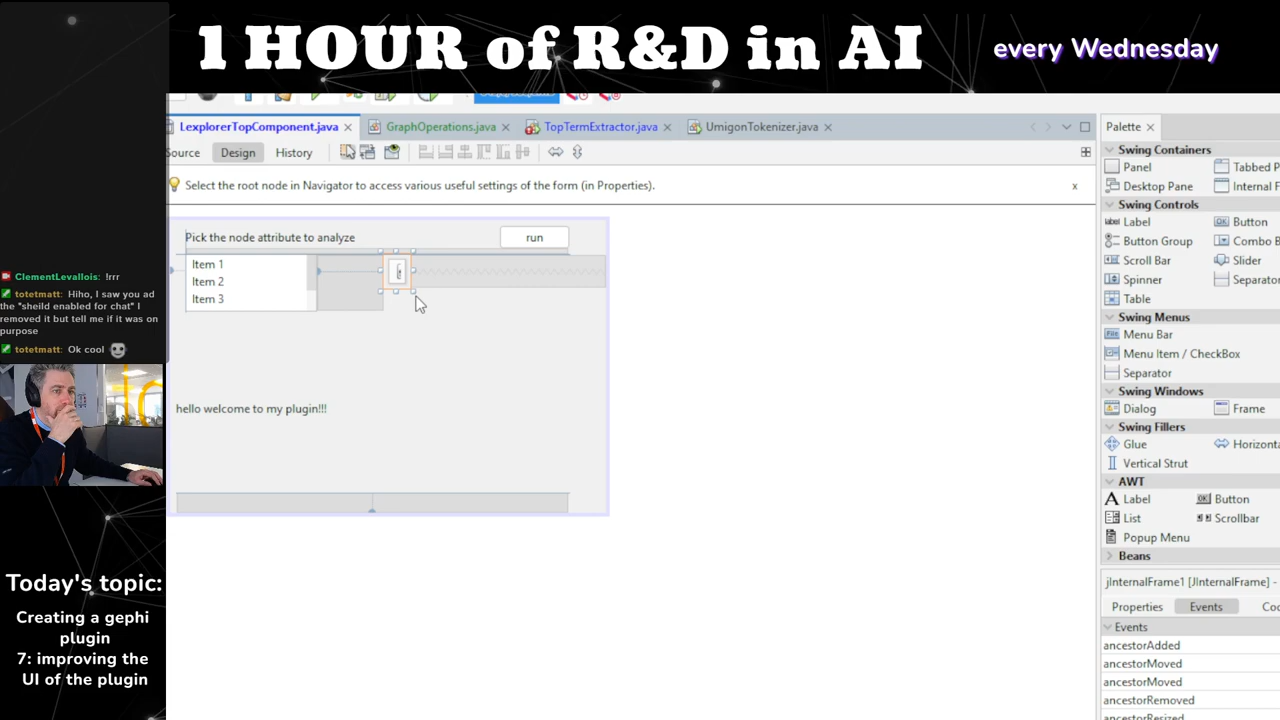 1 HOUR of R&D in AI
every Wednesday
LexplorerTopComponent.java
GraphOperations.java
TopTermExtractor.java
UmigonTokenizer.java
Source
Design
History
Select the root node in Navigator to access various useful settings of the form (in Properties).
x
Pick the node attribute to analyze
run
Item 1
Item 2
Item 3
hello welcome to my plugin!!!
Palette
Swing Containers
Panel
Tabbed P
Desktop Pane
Internal F
Swing Controls
label Label
Button
Button Group
Combo B
Scroll Bar
Slider
Spinner
Separato
Table
Swing Menus
Menu Bar
Menu Item / CheckBox
Separator
Swing Windows
Dialog
Frame
Swing Fillers
Glue
Horizonta
Vertical Strut
AWT
Label
Button
List
Scrollbar
Popup Menu
Beans
jInternalFrame1 [JInternalFrame] -
Properties
Events
Coo
Events
ancestorAdded
ancestorMoved
ancestorMoved
ancestorRemoved
ancestorResized
ClementLevallois: !rrr
totetmatt: Hiho, I saw you ad
the "sheild enabled for chat" I
removed it but tell me if it was on
purpose
totetmatt: Ok cool
Today's topic:
Creating a gephi
plugin
7: improving the
UI of the plugin